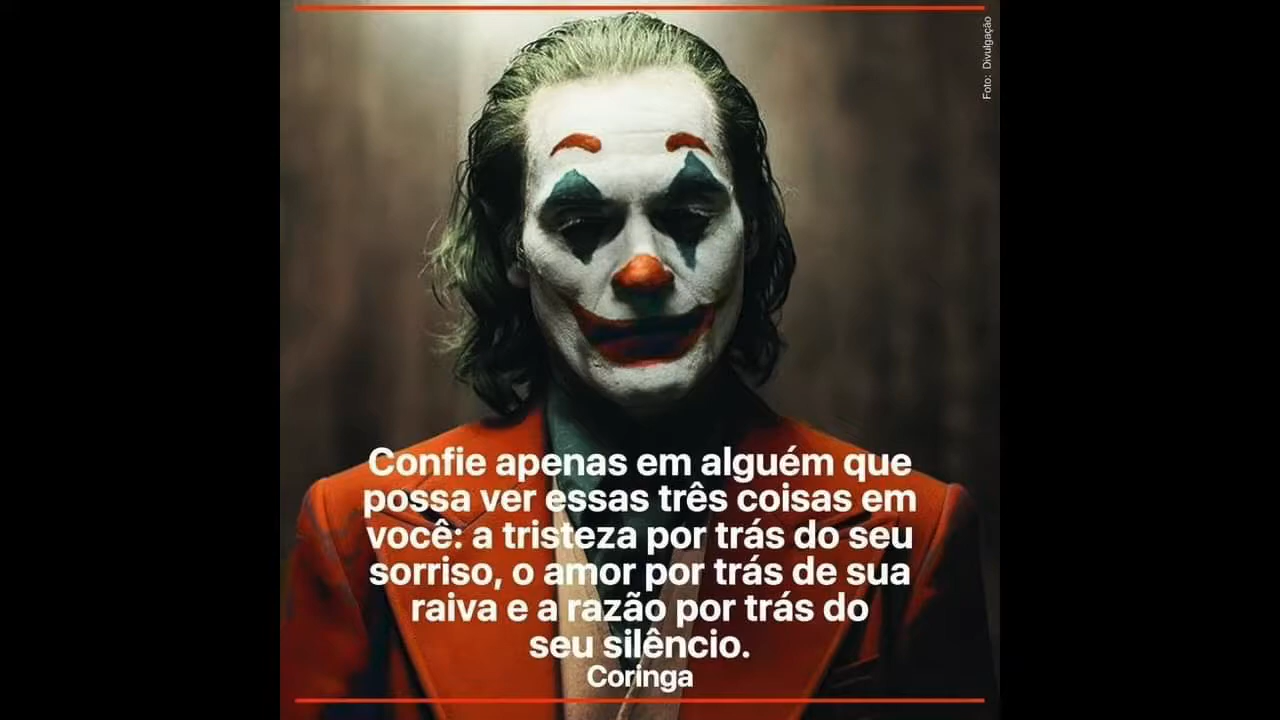 Foto: Divulgação
Confie apenas em alguém que
possa ver essas três coisas em
você: a tristeza por trás do seu
sorriso, o amor por trás de sua
raiva e a razão por trás do
seu silêncio.
Coringa